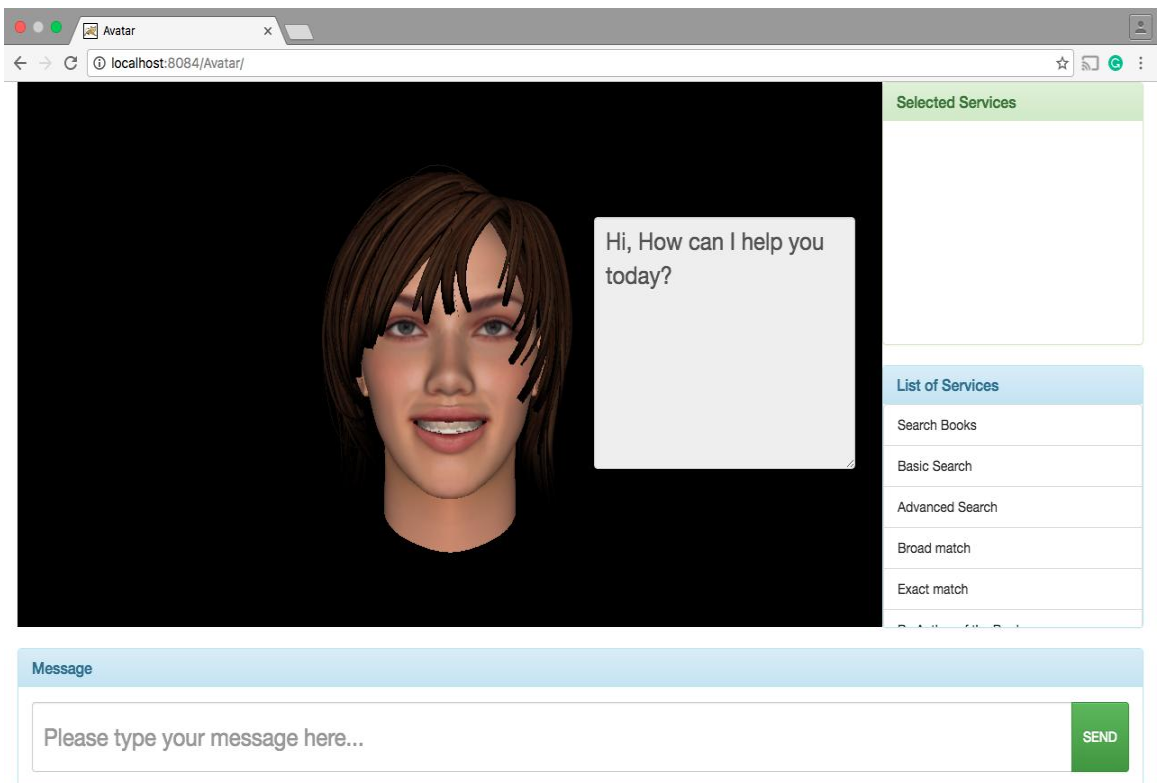 Avatar
localhost:8084/Avatar/
Selected Services
Hi, How can I help you
today?
List of Services
Search Books
Basic Search
Advanced Search
Broad match
Exact match
Message
Please type your message here...
SEND